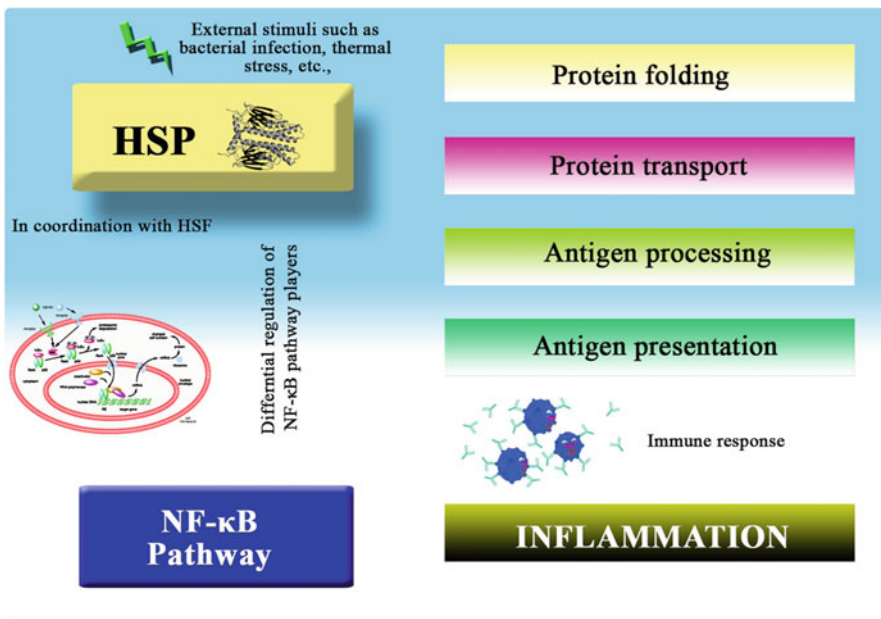 External stimuli such as
bacterial infection, thermal
stress, etc.,
HSP
In coordination with HSF
Differntial regulation of
NF-κB pathway players
NF-κB
Pathway
Protein folding
Protein transport
Antigen processing
Antigen presentation
Immune response
INFLAMMATION